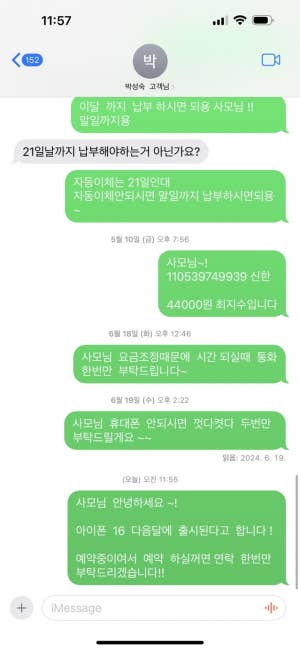 11:57
152
박
박성숙 고객님
이달 까지 납부 하시면 되용 사모님 !!
말일까지용
21일날까지 납부해야하는거 아닌가요?
자동이체는 21일인대
자동이체안되시면 말일까지 납부하시면되용
~
5월 10일 (금) 오후 7:56
사모님~!
110539749939 신한
44000원 최지수입니다
6월 18일 (화) 오후 12:46
사모님 요금조정때문에 시간 되실때 통화
한번만 부탁드립니다~
6월 19일 (수) 오후 2:22
사모님 휴대폰 안되시면 껏다켯다 두번만
부탁드릴게요 ~~
읽음: 2024. 6. 19.
(오늘) 오전 11:55
사모님 안녕하세요 ~!
아이폰 16 다음달에 출시된다고 합니다 !
예약중이여서 예약 하실꺼면 연락 한번만
부탁드리겠습니다!!
iMessage